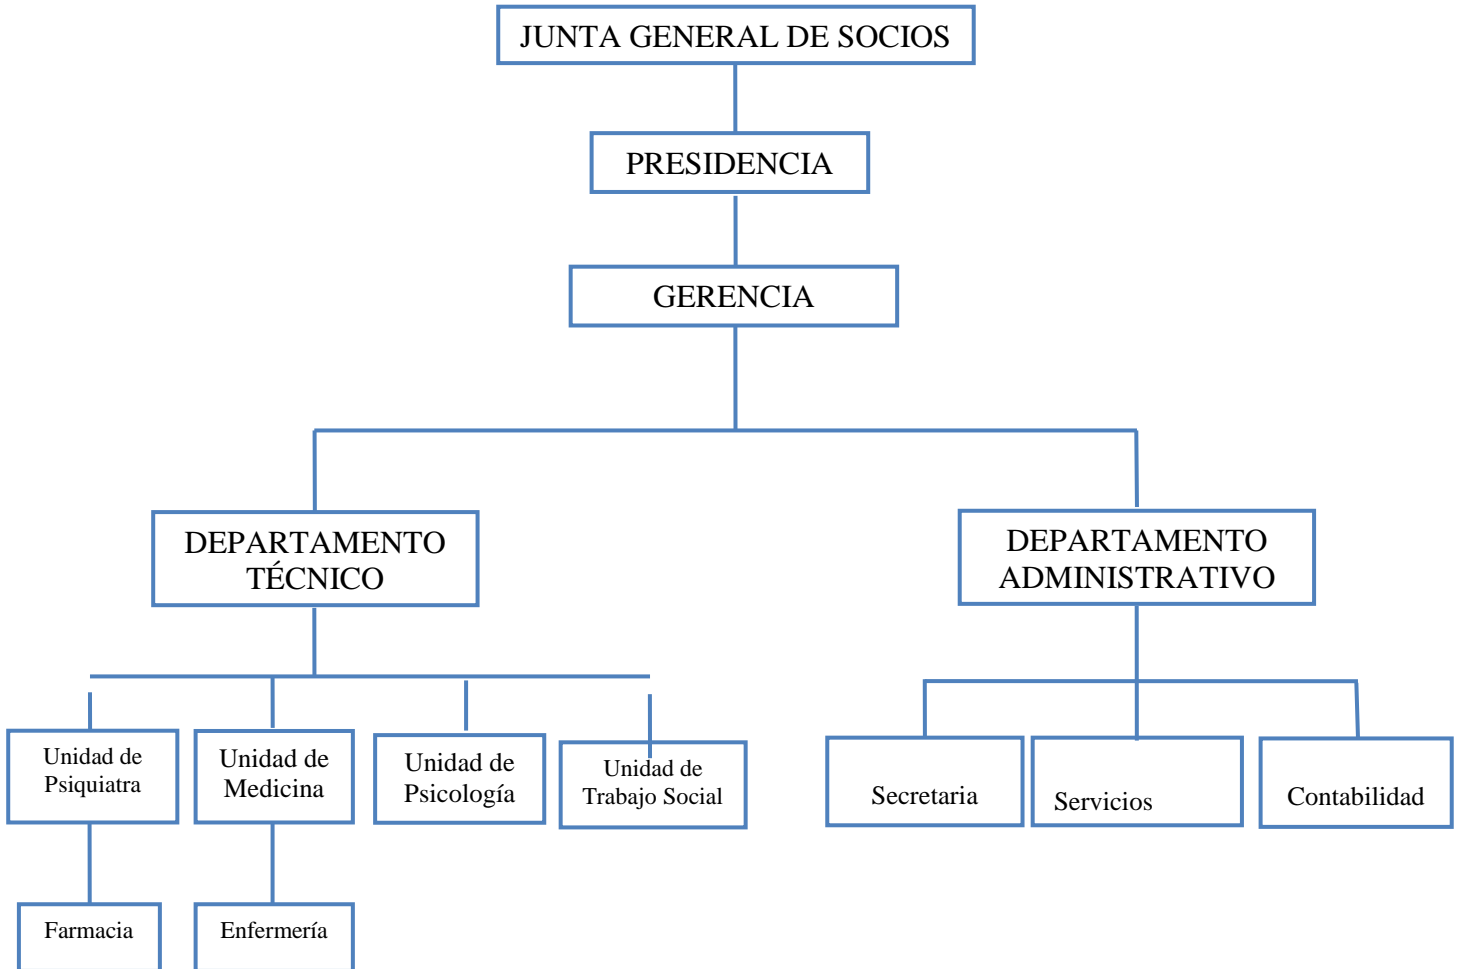 JUNTA GENERAL DE SOCIOS
PRESIDENCIA
GERENCIA
DEPARTAMENTO
TÉCNICO
DEPARTAMENTO
ADMINISTRATIVO
Unidad de
Psiquiatra
Unidad de
Medicina
Unidad de
Psicología
Unidad de
Trabajo Social
Secretaria
Servicios
Contabilidad
Farmacia
Enfermería